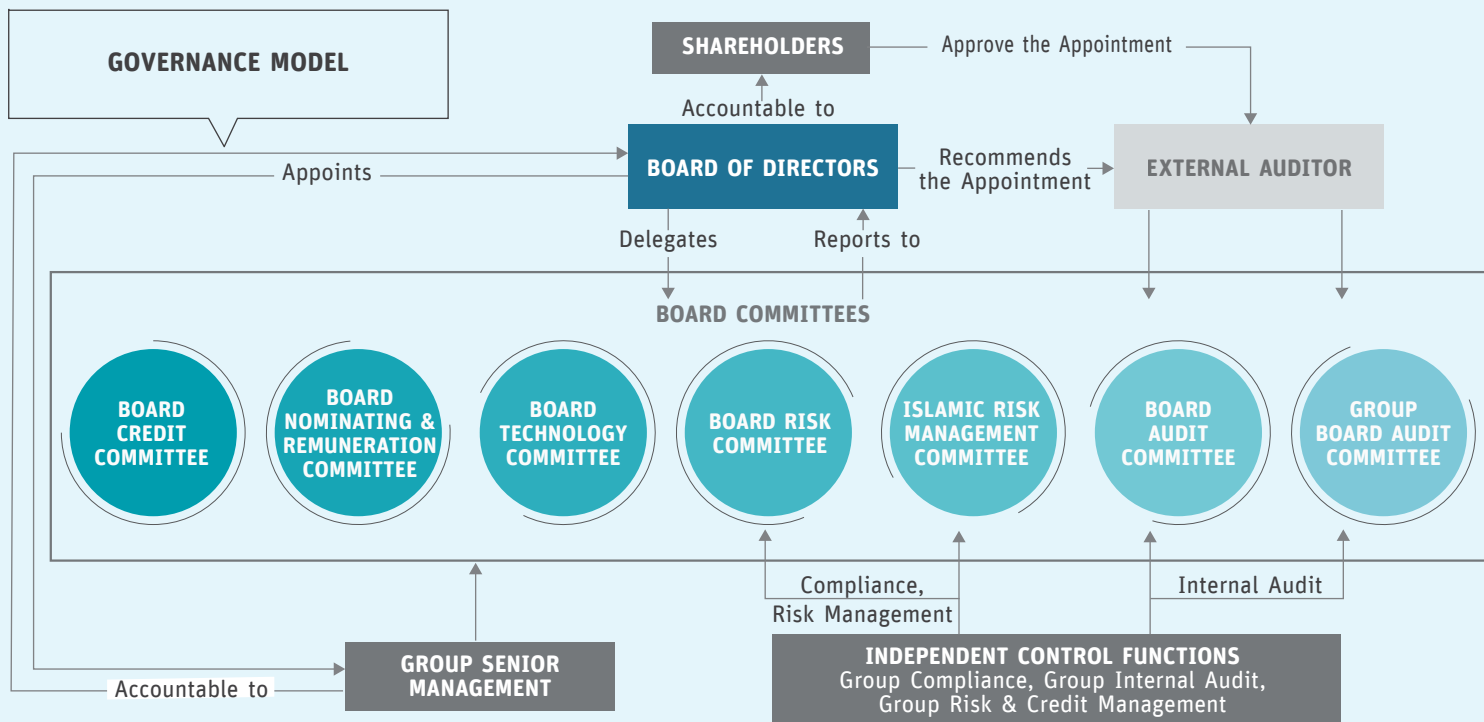 GOVERNANCE MODEL
SHAREHOLDERS
Approve the Appointment
Accountable to
BOARD OF DIRECTORS
Recommends
the Appointment
EXTERNAL AUDITOR
Appoints
Delegates
Reports to
BOARD COMMITTEES
BOARD
CREDIT
COMMITTEE
BOARD
NOMINATING &
REMUNERATION
COMMITTEE
BOARD
TECHNOLOGY
COMMITTEE
BOARD RISK
COMMITTEE
ISLAMIC RISK
MANAGEMENT
COMMITTEE
BOARD
AUDIT
COMMITTEE
GROUP
BOARD AUDIT
COMMITTEE
Compliance,
Risk Management
Internal Audit
GROUP SENIOR
MANAGEMENT
Accountable to
INDEPENDENT CONTROL FUNCTIONS
Group Compliance, Group Internal Audit,
Group Risk & Credit Management